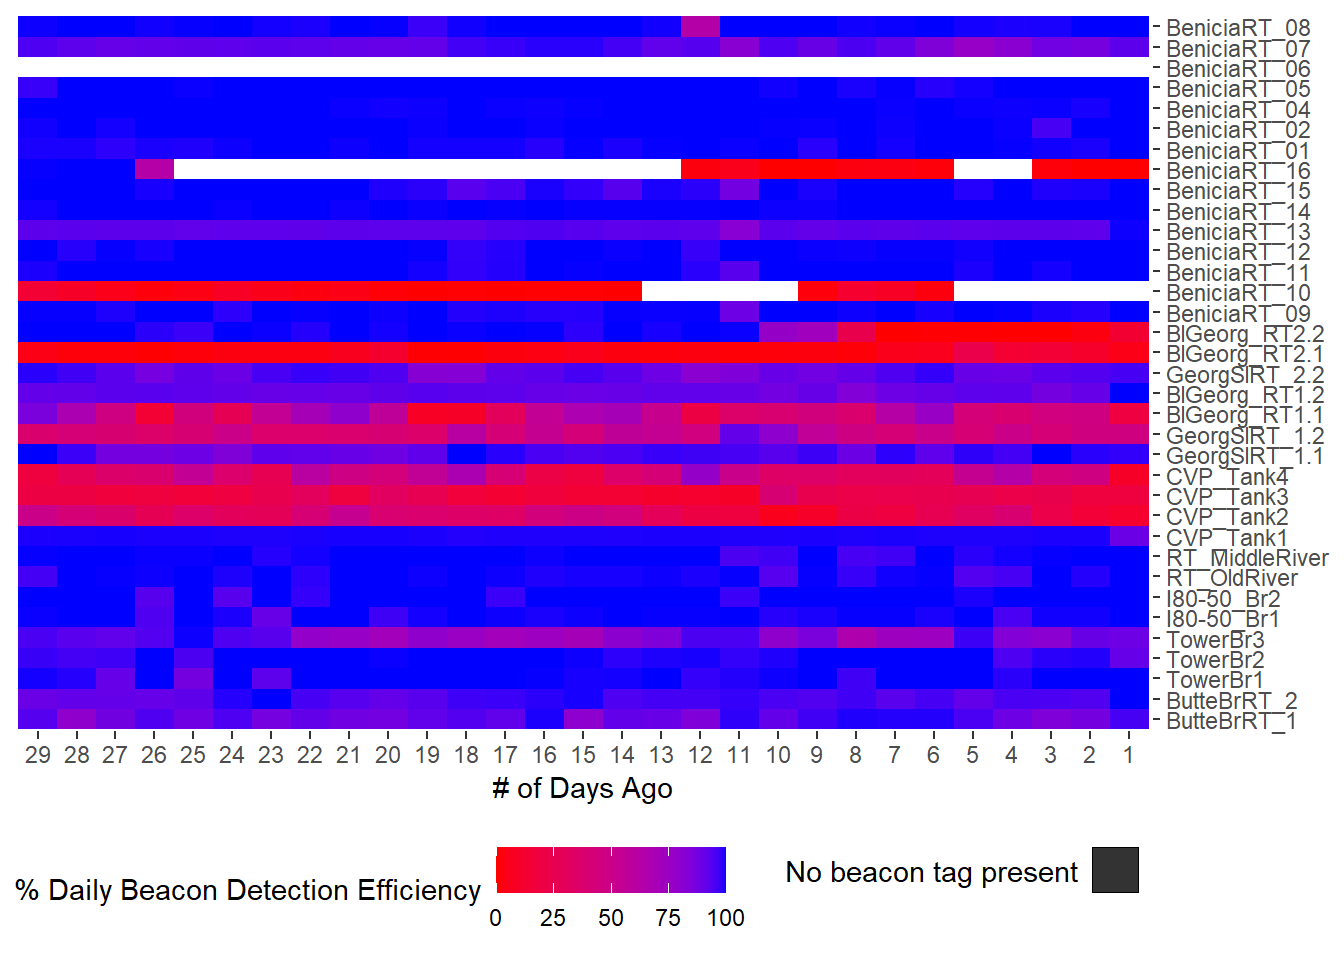 BeniciaRT_08
BeniciaRT_07
BeniciaRT_06
BeniciaRT_05
BeniciaRT_04
BeniciaRT_02
BeniciaRT_01
BeniciaRT_16
BeniciaRT_15
BeniciaRT_14
BeniciaRT_13
BeniciaRT_12
BeniciaRT_11
BeniciaRT_10
BeniciaRT_09
BlGeorg_RT2.2
BlGeorg_RT2.1
GeorgSlRT_2.2
BlGeorg_RT1.2
BlGeorg_RT1.1
GeorgSlRT_1.2
GeorgSlRT_1.1
CVP_Tank4
CVP_Tank3
CVP_Tank2
CVP_Tank1
RT_MiddleRiver
RT_OldRiver
I80-50_Br2
I80-50_Br1
TowerBr3
TowerBr2
TowerBr1
ButteBrRT_2
ButteBrRT_1
29 28 27 26 25 24 23 22 21 20 19 18 17 16 15 14 13 12 11 10 9 8 7 6 5 4 3 2 1
# of Days Ago
% Daily Beacon Detection Efficiency
0 25 50 75 100
No beacon tag present